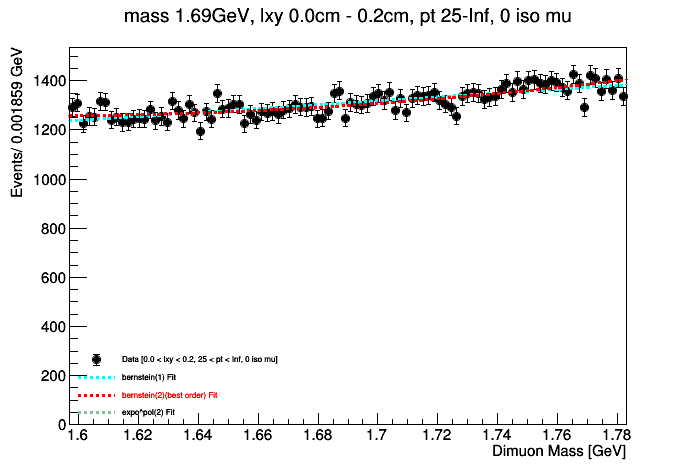 mass 1.69GeV, lxy 0.0cm - 0.2cm, pt 25-Inf, 0 iso mu
Events/ 0.001859 GeV
1400
1200
1000
800
600
400
200
0
Data [0.0 < lxy < 0.2, 25 < pt < Inf, 0 iso mu]
bernstein(1) Fit
bernstein(2)(best order) Fit
expo*pol(2) Fit
1.6 1.62 1.64 1.66 1.68 1.7 1.72 1.74 1.76 1.78
Dimuon Mass [GeV]